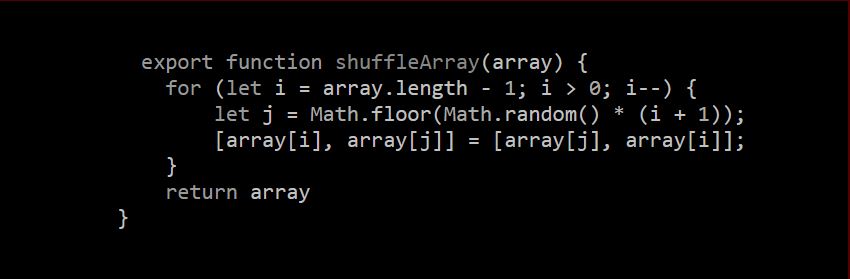 export function shuffleArray(array) {
  for (let i = array.length - 1; i > 0; i--) {
      let j = Math.floor(Math.random() * (i + 1));
      [array[i], array[j]] = [array[j], array[i]];
  }
  return array
}